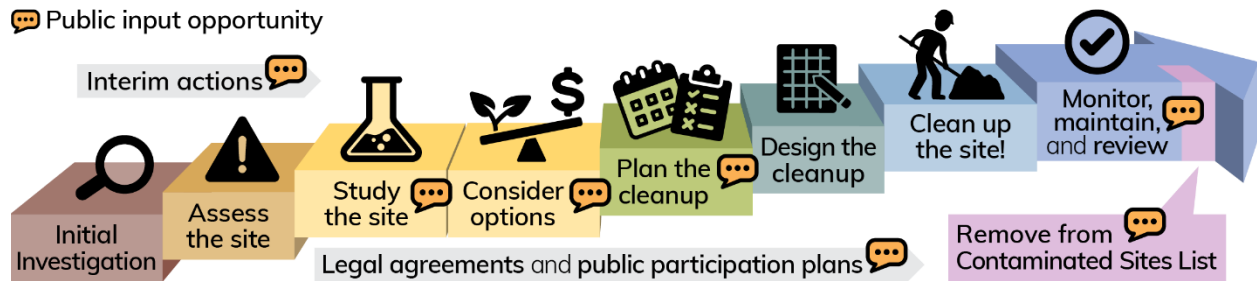 Public input opportunity
Interim actions
Initial
Investigation
Assess
the site
Study
the site
Consider
options
Plan the
cleanup
Design the
cleanup
Clean up
the site!
Monitor,
maintain,
and review
Legal agreements and public participation plans
Remove from
Contaminated Sites List